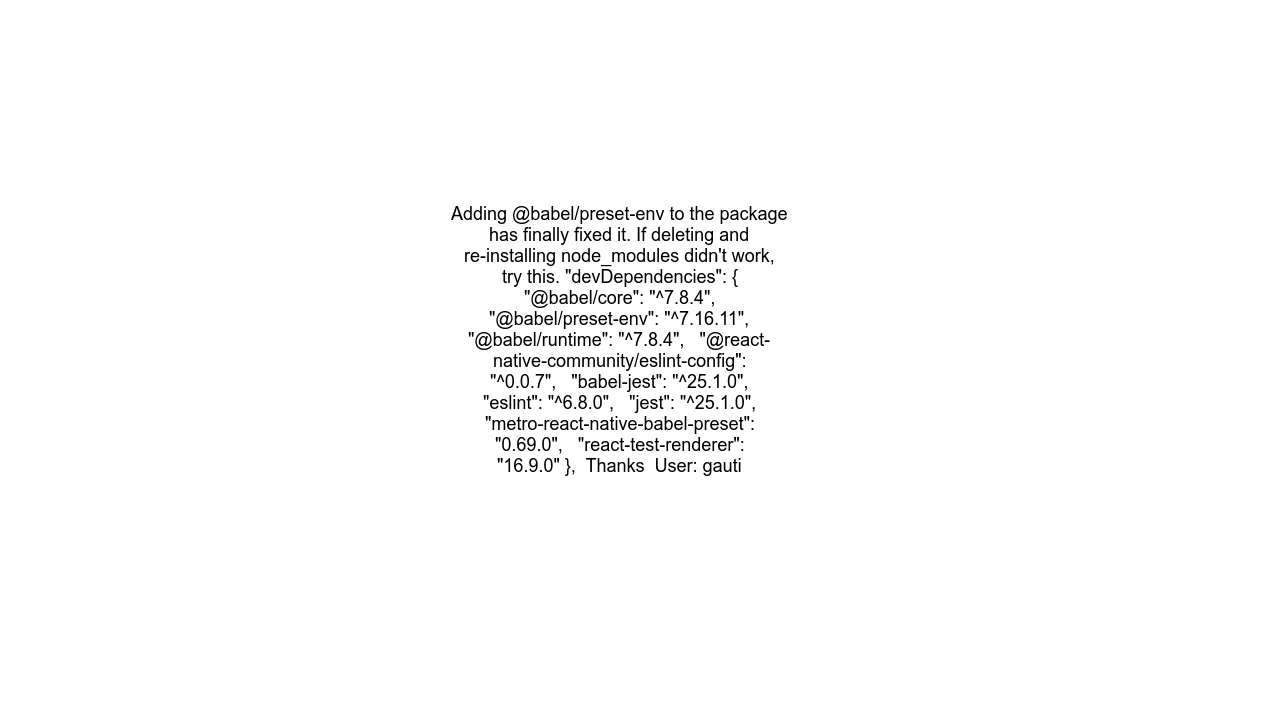 Adding @babel/preset-env to the package
has finally fixed it. If deleting and
re-installing node_modules didn't work,
try this. "devDependencies": {
"@babel/core": "^7.8.4",
"@babel/preset-env": "^7.16.11",
"@babel/runtime": "^7.8.4",   "@react-
native-community/eslint-config":
"^0.0.7",   "babel-jest": "^25.1.0",
"eslint": "^6.8.0",   "jest": "^25.1.0",
"metro-react-native-babel-preset":
"0.69.0",   "react-test-renderer":
"16.9.0" },  Thanks  User: gauti